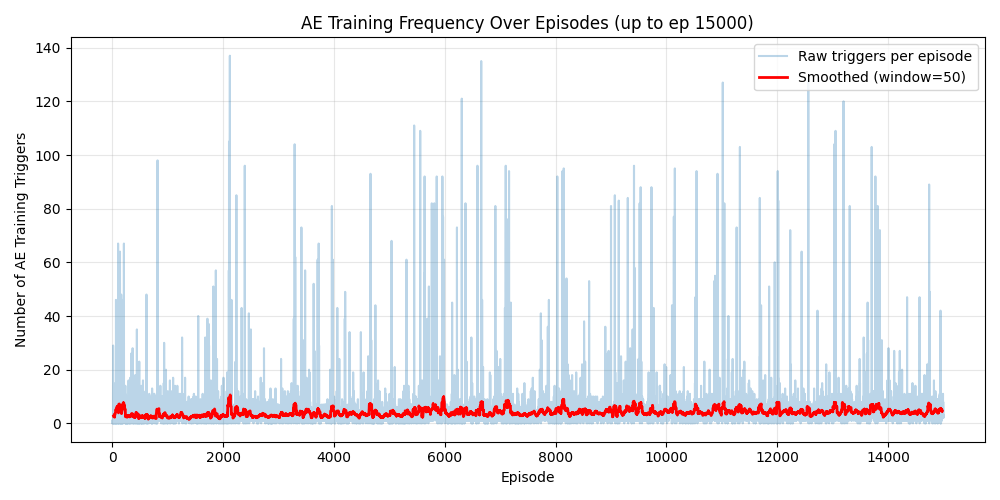 AE Training Frequency Over Episodes (up to ep 15000)
Raw triggers per episode
Smoothed (window=50)
Number of AE Training Triggers
140
120
100
80
60
40
20
0
0 2000 4000 6000 8000 10000 12000 14000
Episode